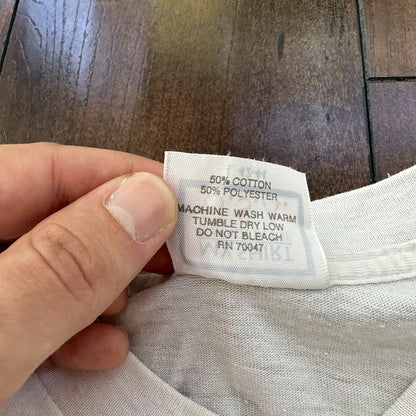 50% COTTON
50% POLYESTER
MACHINE WASH WARM
TUMBLE DRY LOW
DO NOT BLEACH
RN 70047